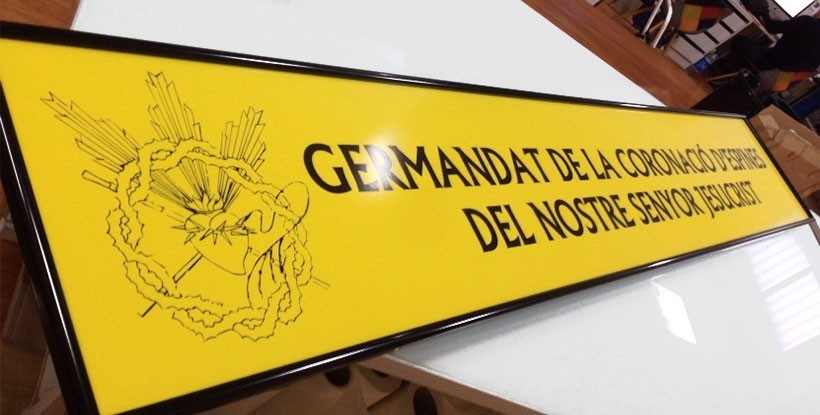 GERMANDAT DE LA CORONACIÓ D'ESPINES
DEL NOSTRE SENYOR JESUCRIST